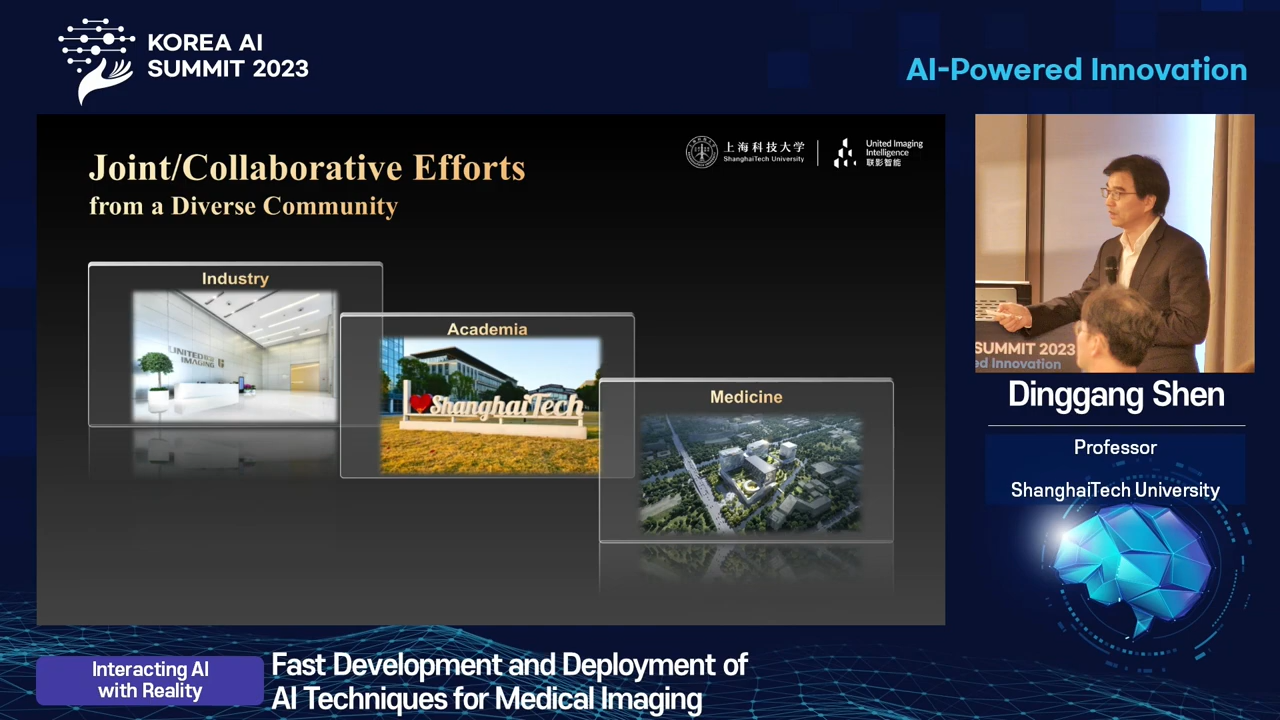 KOREA AI
SUMMIT 2023
AI-Powered Innovation
Joint/Collaborative Efforts
from a Diverse Community
上海科技大学
ShanghaiTech University
United Imaging
Intelligence
联影智能
Industry
UNITED
IMAGING
Academia
ShanghaiTech
Medicine
SUMMIT 2023
ed Innovation
Dinggang Shen
Professor
ShanghaiTech University
Interacting AI
with Reality
Fast Development and Deployment of
AI Techniques for Medical Imaging